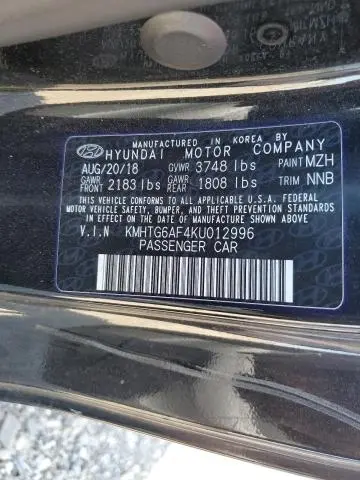 MANUFACTURED IN KOREA BY
HYUNDAI MOTOR COMPANY
AUG/20/18 GVWR 3748 lbs PAINT MZH
GAWR FRONT 2183 lbs GAWR REAR 1808 lbs TRIM NNB
THIS VEHICLE CONFORMS TO ALL APPLICABLE U.S. FEDERAL
MOTOR VEHICLE SAFETY, BUMPER, AND THEFT PREVENTION STANDARDS
IN EFFECT ON THE DATE OF MANUFACTURE SHOWN ABOVE.
V.I.N KMHTG6AF4KU012996
PASSENGER CAR